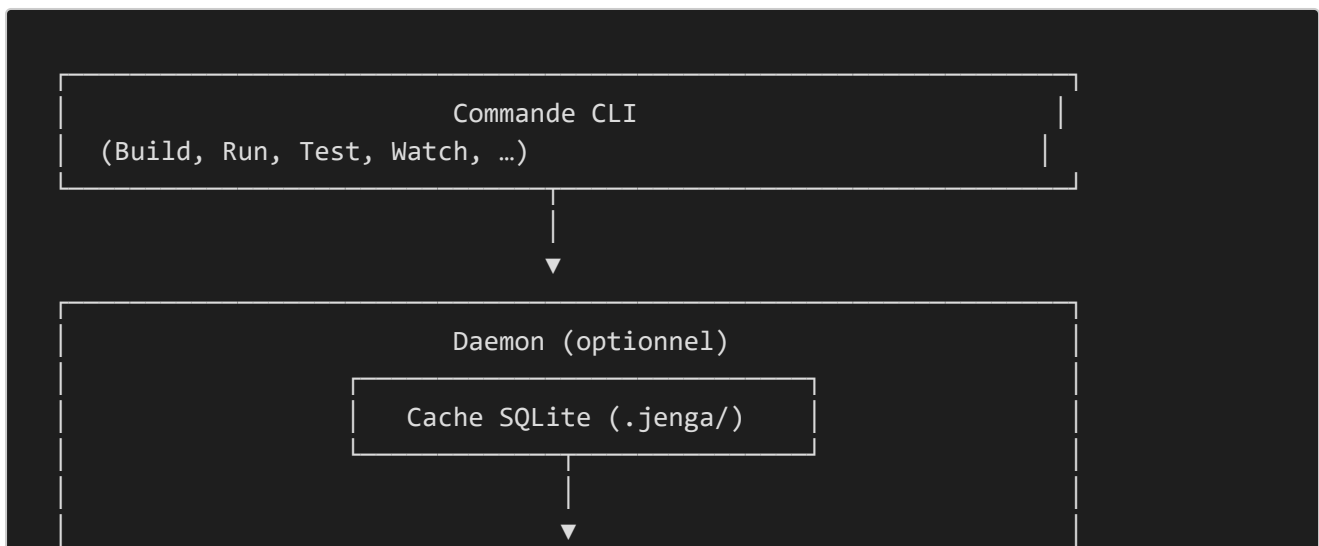 Commande CLI
(Build, Run, Test, Watch, …)
Daemon (optionnel)
Cache SQLite (.jenga/)